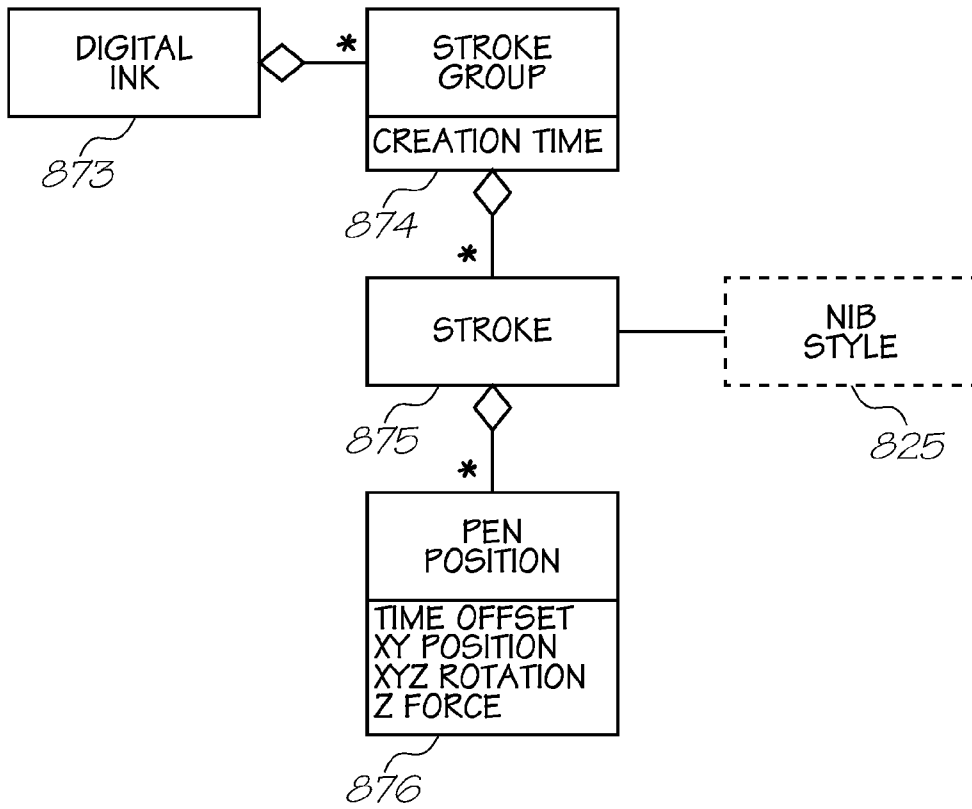 DIGITAL
INK
873
*
STROKE
GROUP
CREATION TIME
874
*
STROKE
875
NIB
STYLE
825
*
PEN
POSITION
TIME OFFSET
XY POSITION
XYZ ROTATION
Z FORCE
876